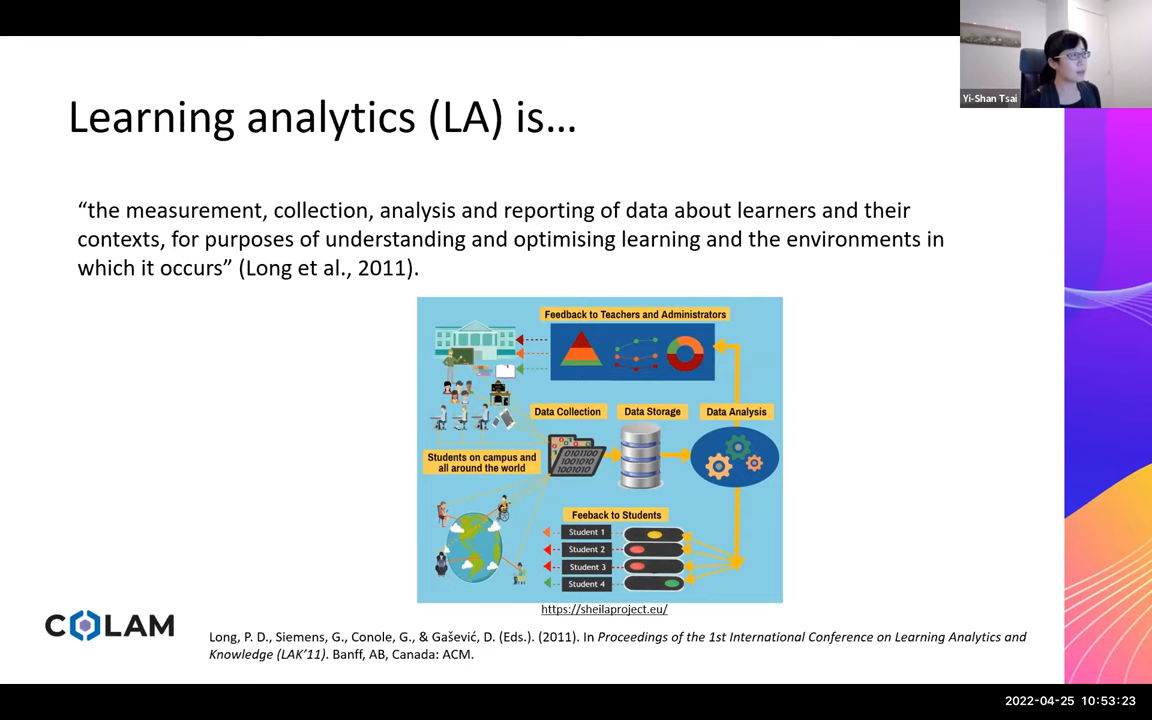 Yi-Shan Tsai
Learning analytics (LA) is...
“the measurement, collection, analysis and reporting of data about learners and their
contexts, for purposes of understanding and optimising learning and the environments in
which it occurs” (Long et al., 2011).
Feedback to Teachers and Administrators
Data Collection
Data Storage
Data Analysis
0101100
1001010
1001010
Students on campus and
all around the world
Feeback to Students
Student 1
Student 2
Student 3
Student 4
https://sheilaproject.eu/
COLAM
Long, P. D., Siemens, G., Conole, G., & Gašević, D. (Eds.). (2011). In Proceedings of the 1st International Conference on Learning Analytics and
Knowledge (LAK’11). Banff, AB, Canada: ACM.
2022-04-25 10:53:23